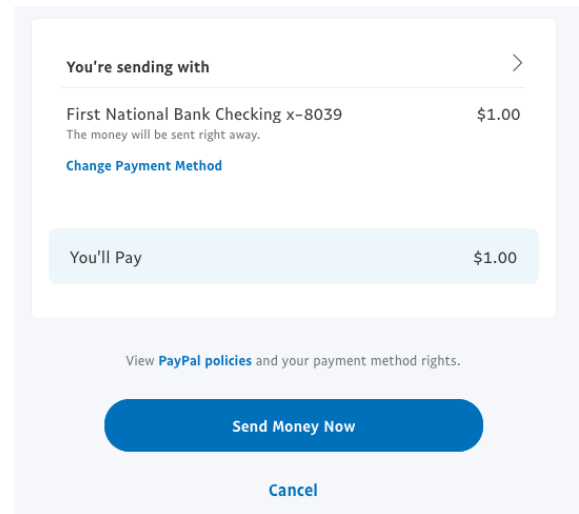 You're sending with
First National Bank Checking x-8039 $1.00
The money will be sent right away.
Change Payment Method
You'll Pay $1.00
View PayPal policies and your payment method rights.
Send Money Now
Cancel